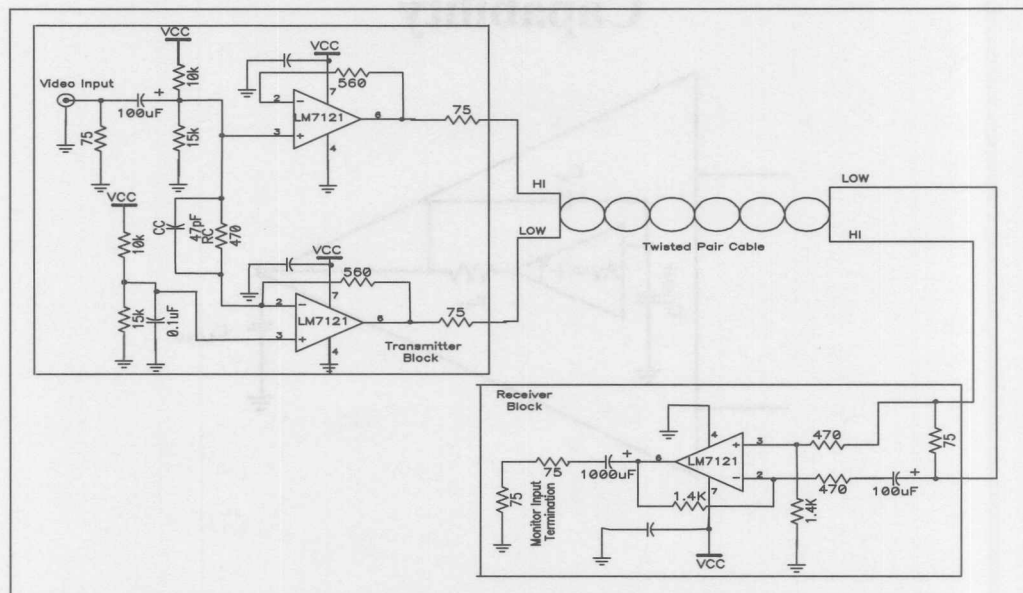 Capability
Video Input
75
100uF
+
VCC
10k
15k
VCC
560
2
-
LM7121
3
+
7
6
4
75
VCC
10k
15k
0.1uF
CC
47pF
RC
470
VCC
560
2
-
LM7121
3
+
7
6
4
75
Transmitter
Block
HI
LOW
Twisted Pair Cable
LOW
HI
Receiver
Block
75
75
Monitor Input
Termination
1000uF
+
6
LM7121
4
7
+
3
-
2
1.4K
VCC
470
470
1.4K
100uF
+
75